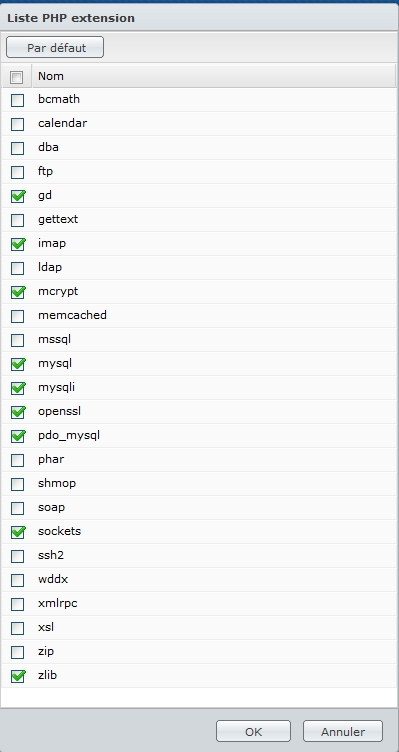 Liste PHP extension
Par défaut
Nom
bcmath
calendar
dba
ftp
gd
gettext
imap
ldap
mcrypt
memcached
mssql
mysql
mysqli
openssl
pdo_mysql
phar
shmop
soap
sockets
ssh2
wddx
xmlrpc
xsl
zip
zlib
OK Annuler